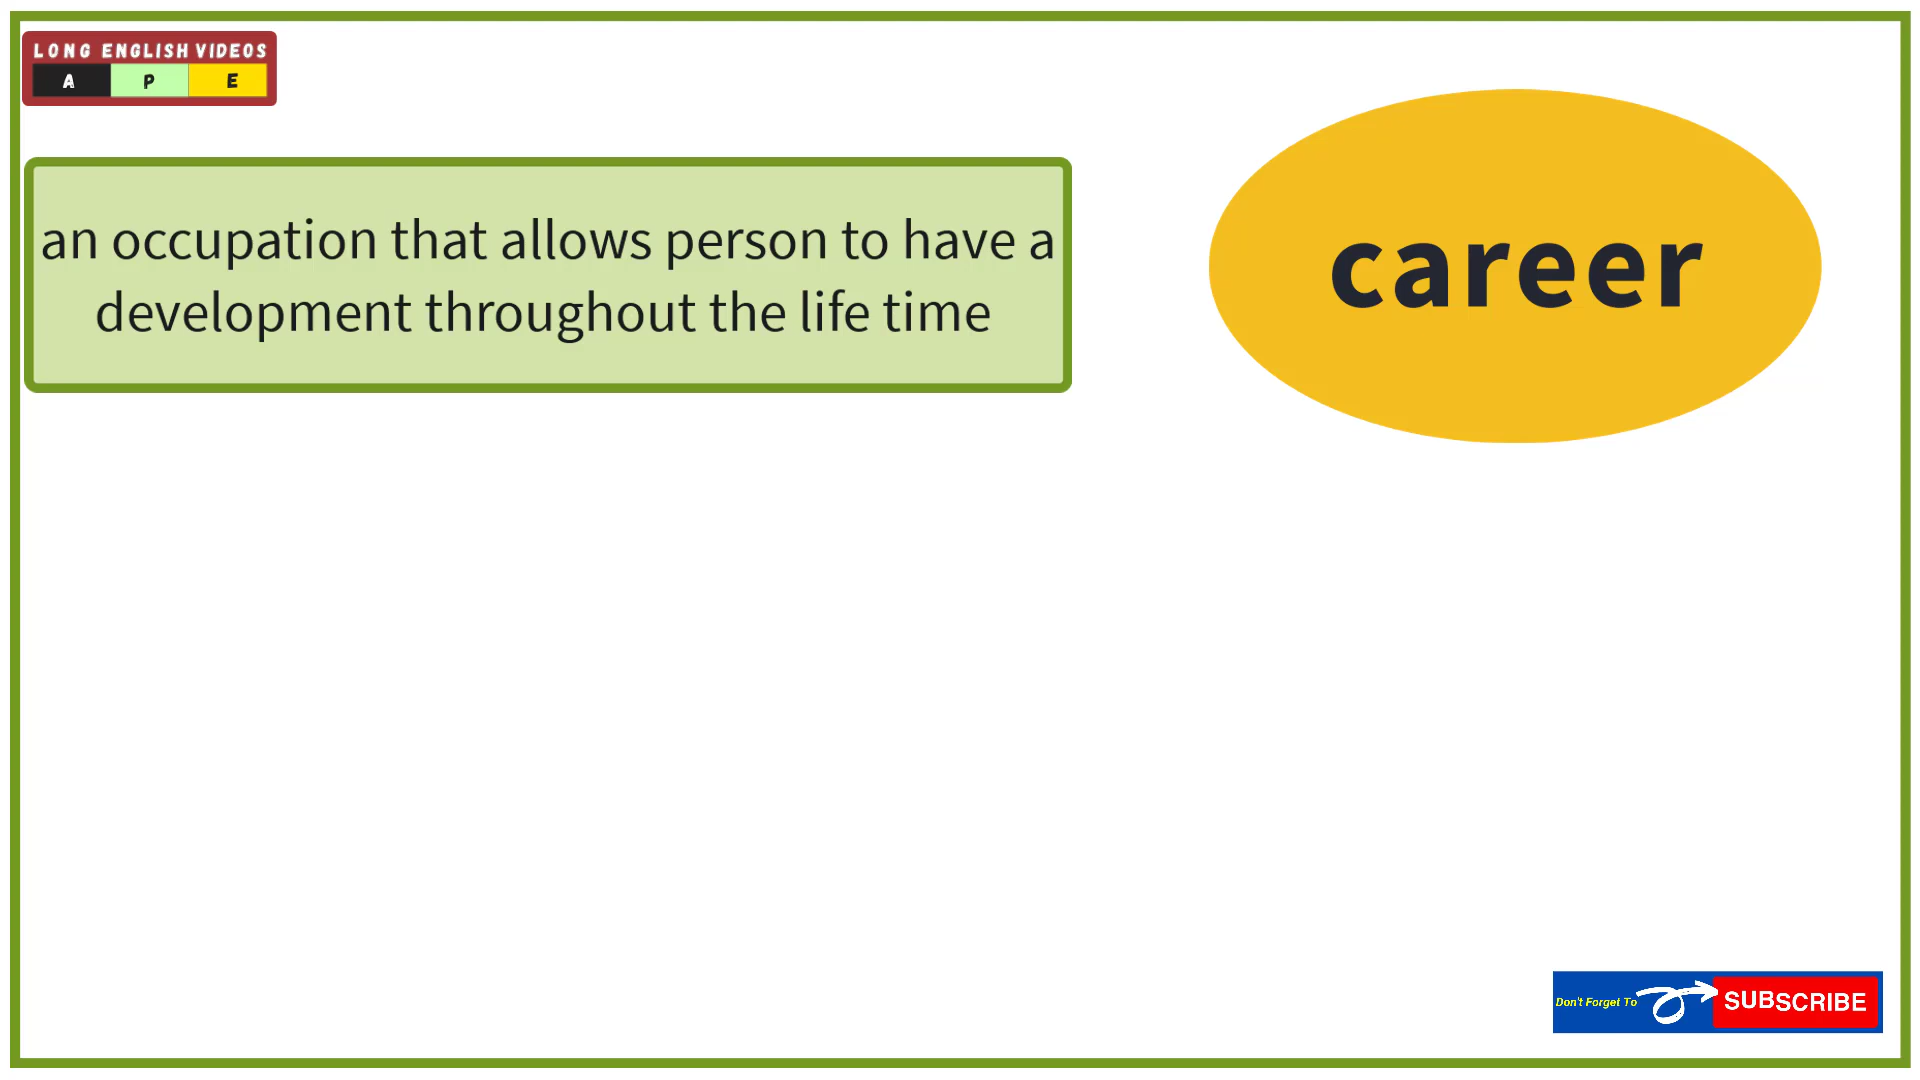 LONG ENGLISH VIDEOS
A P E
an occupation that allows person to have a
development throughout the life time
career
Don't Forget To SUBSCRIBE